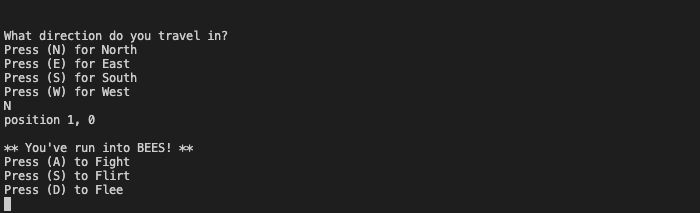 What direction do you travel in?
Press (N) for North
Press (E) for East
Press (S) for South
Press (W) for West
N
position 1, 0
** You've run into BEES! **
Press (A) to Fight
Press (S) to Flirt
Press (D) to Flee